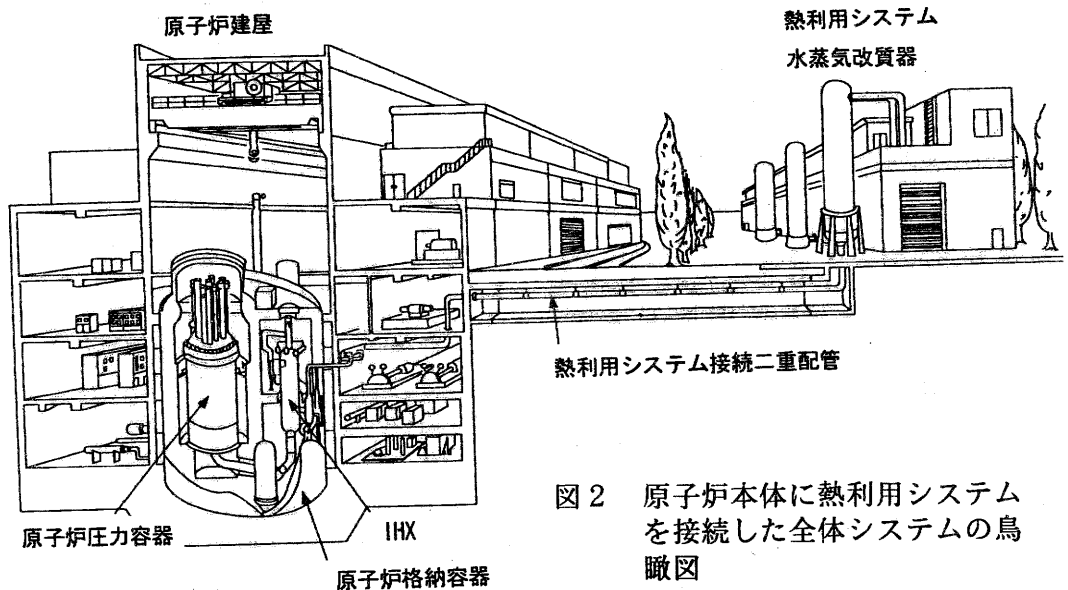 原子炉建屋
熱利用システム
水蒸気改質器
熱利用システム接続二重配管
原子炉圧力容器
IHX
原子炉格納容器
図2 原子炉本体に熱利用システム
を接続した全体システムの鳥
瞰図